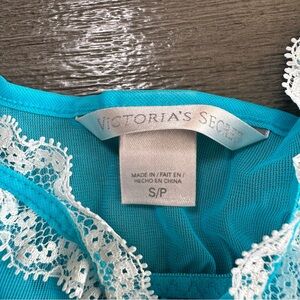 VICTORIA'S SECRET
MADE IN / FAIT EN /
HECHO EN CHINA
S/P